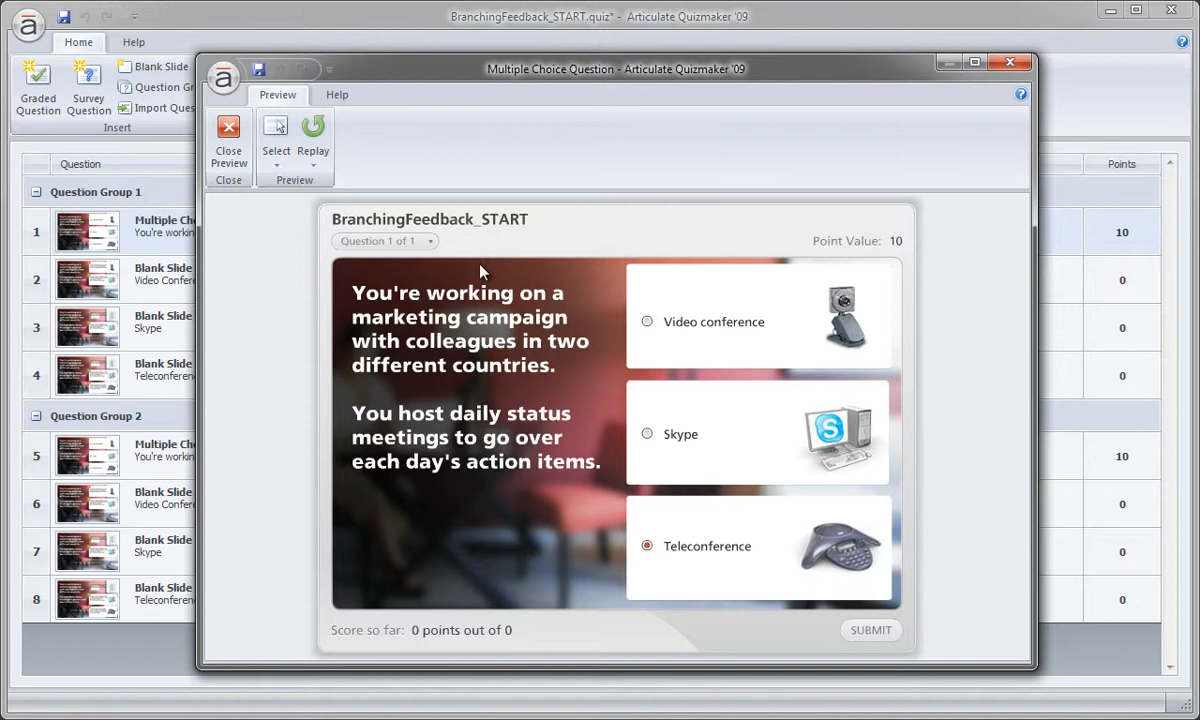 BranchingFeedback_START.quiz* - Articulate Quizmaker '09
Home
Help
Graded Question
Survey Question
Blank Slide
Question Gr
Import Ques
Insert
Question
Points
Question Group 1
1
Multiple Ch
You're workin
10
2
Blank Slide
Video Confere
0
3
Blank Slide
Skype
0
4
Blank Slide
Teleconferen
0
Question Group 2
5
Multiple Ch
You're workin
10
6
Blank Slide
Video Confere
0
7
Blank Slide
Skype
0
8
Blank Slide
Teleconferen
0
Multiple Choice Question - Articulate Quizmaker '09
Preview
Help
Close Preview
Select
Replay
Close
Preview
BranchingFeedback_START
Question 1 of 1
Point Value: 10
You're working on a
marketing campaign
with colleagues in two
different countries.
You host daily status
meetings to go over
each day's action items.
Video conference
Skype
Teleconference
Score so far: 0 points out of 0
SUBMIT